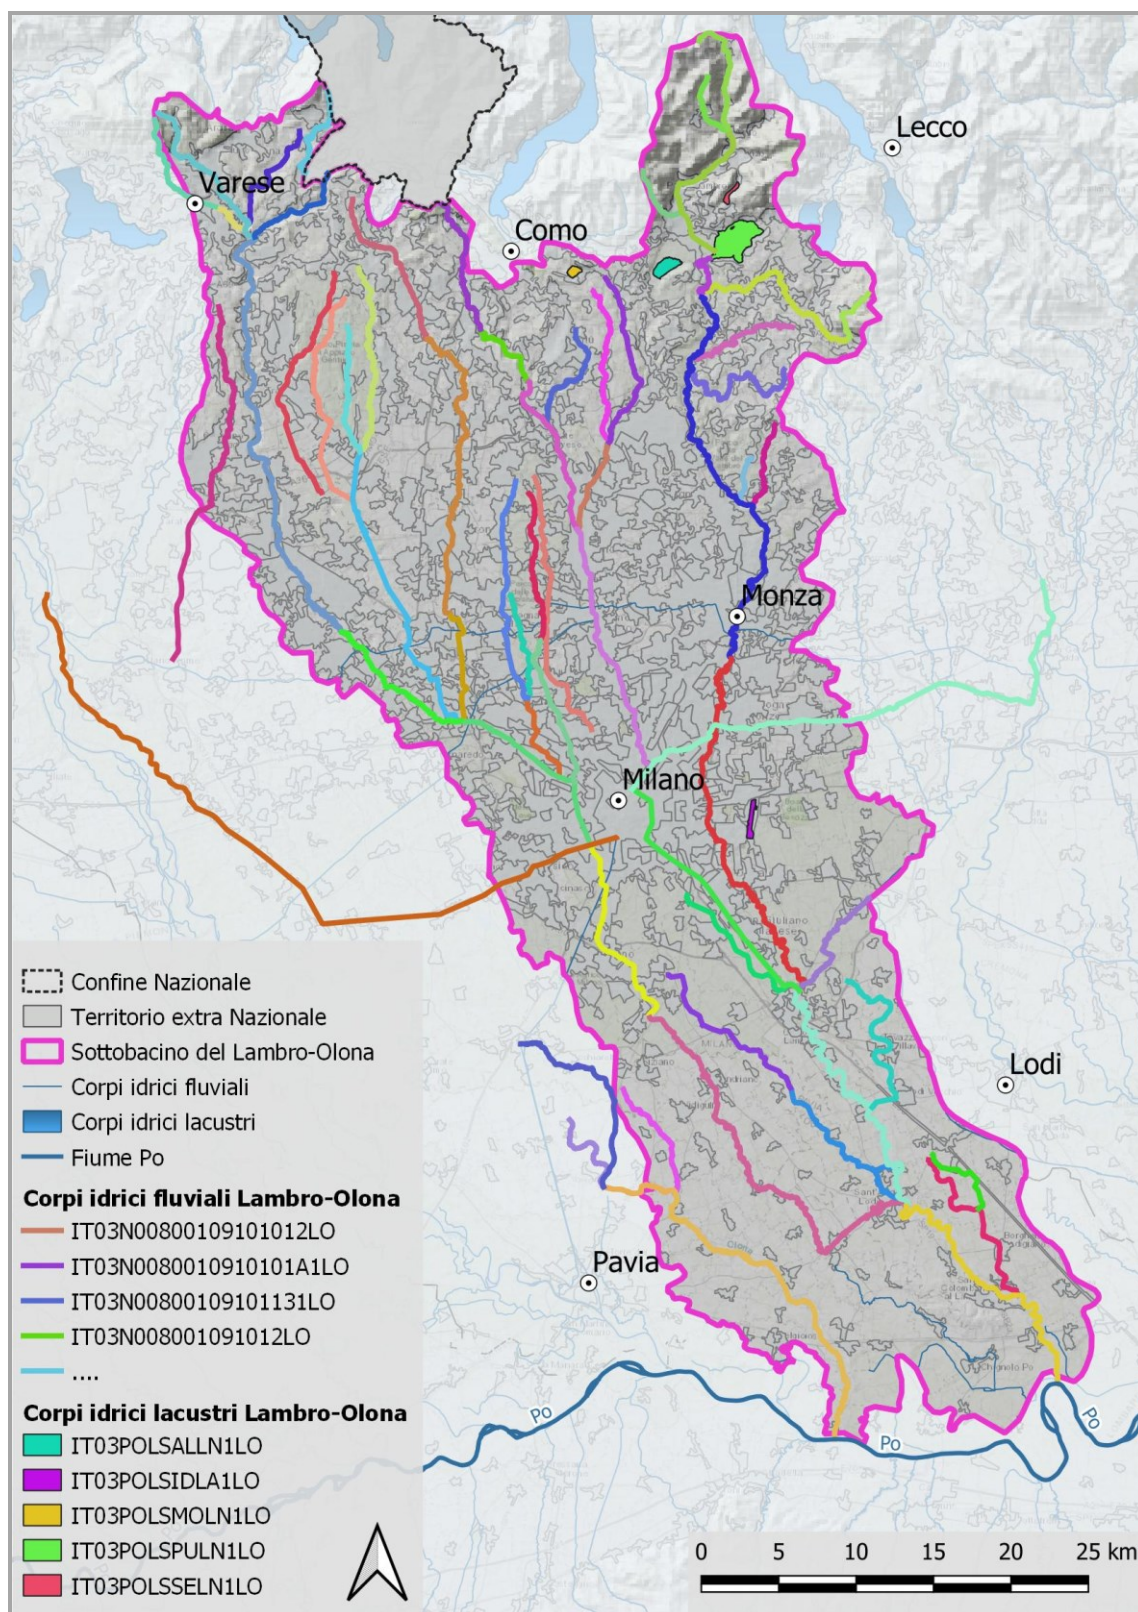 Lecco
Varese
Como
Monza
Milano
Lodi
Pavia
Po
Po
Po
Olona
Confine Nazionale
Territorio extra Nazionale
Sottobacino del Lambro-Olona
Corpi idrici fluviali
Corpi idrici lacustri
Fiume Po
Corpi idrici fluviali Lambro-Olona
IT03N00800109101012LO
IT03N0080010910101A1LO
IT03N00800109101131LO
IT03N008001091012LO
....
Corpi idrici lacustri Lambro-Olona
IT03POLSALLN1LO
IT03POLSIDLA1LO
IT03POLSMOLN1LO
IT03POLSPULN1LO
IT03POLSSELN1LO
0 5 10 15 20 25 km